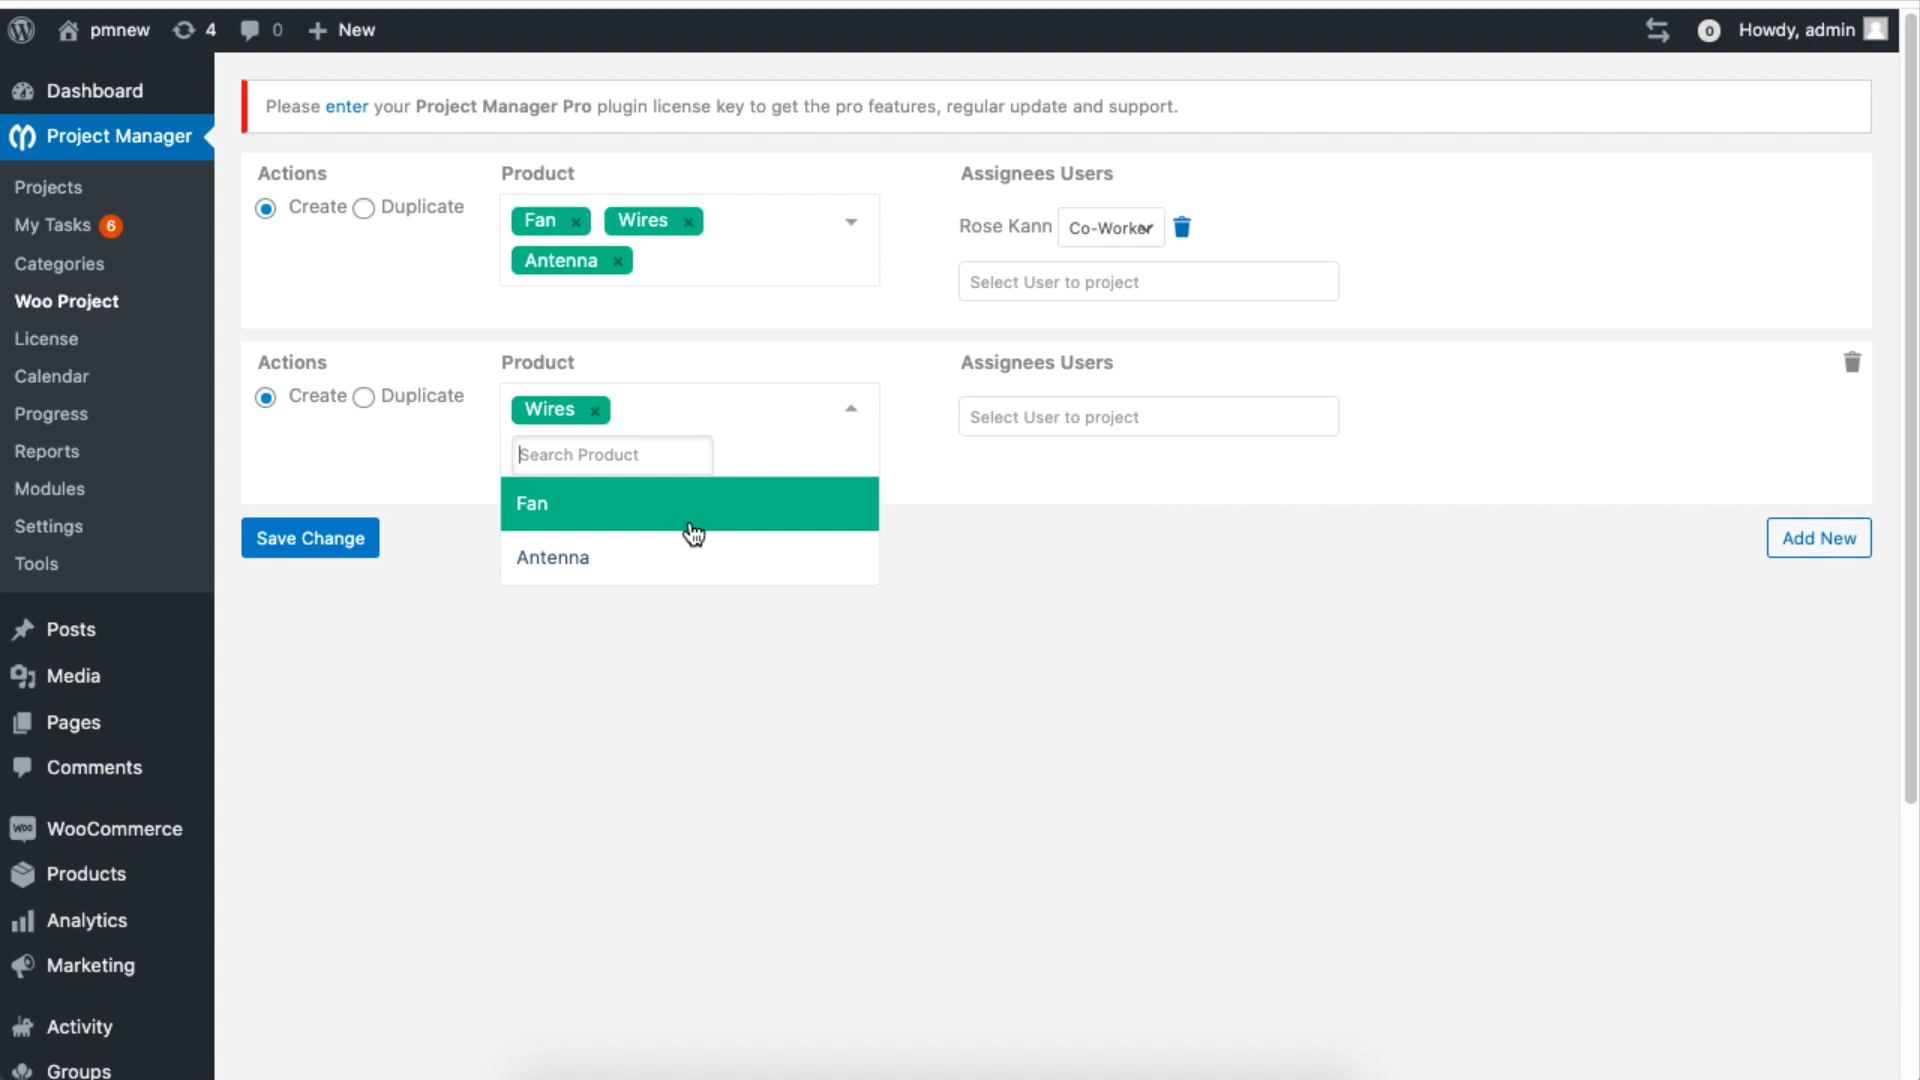 pmnew 4 0 New 0 Howdy, admin
Dashboard
Project Manager
Projects
My Tasks 6
Categories
Woo Project
License
Calendar
Progress
Reports
Modules
Settings
Tools
Posts
Media
Pages
Comments
WooCommerce
Products
Analytics
Marketing
Activity
Groups
Please enter your Project Manager Pro plugin license key to get the pro features, regular update and support.
Actions Product Assignees Users
Create Duplicate Fan × Wires × Rose Kann Co-Worker
Antenna ×
Select User to project
Actions Product Assignees Users
Create Duplicate Wires × Select User to project
Search Product
Fan
Antenna
Save Change Add New